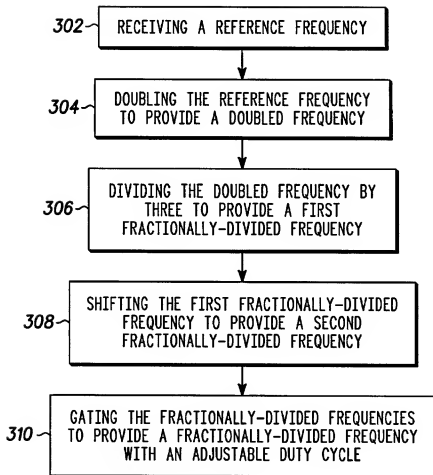 302
RECEIVING A REFERENCE FREQUENCY
304
DOUBLING THE REFERENCE FREQUENCY
TO PROVIDE A DOUBLED FREQUENCY
306
DIVIDING THE DOUBLED FREQUENCY BY
THREE TO PROVIDE A FIRST
FRACTIONALLY-DIVIDED FREQUENCY
308
SHIFTING THE FIRST FRACTIONALLY-DIVIDED
FREQUENCY TO PROVIDE A SECOND
FRACTIONALLY-DIVIDED FREQUENCY
310
GATING THE FRACTIONALLY-DIVIDED FREQUENCIES
TO PROVIDE A FRACTIONALLY-DIVIDED FREQUENCY
WITH AN ADJUSTABLE DUTY CYCLE